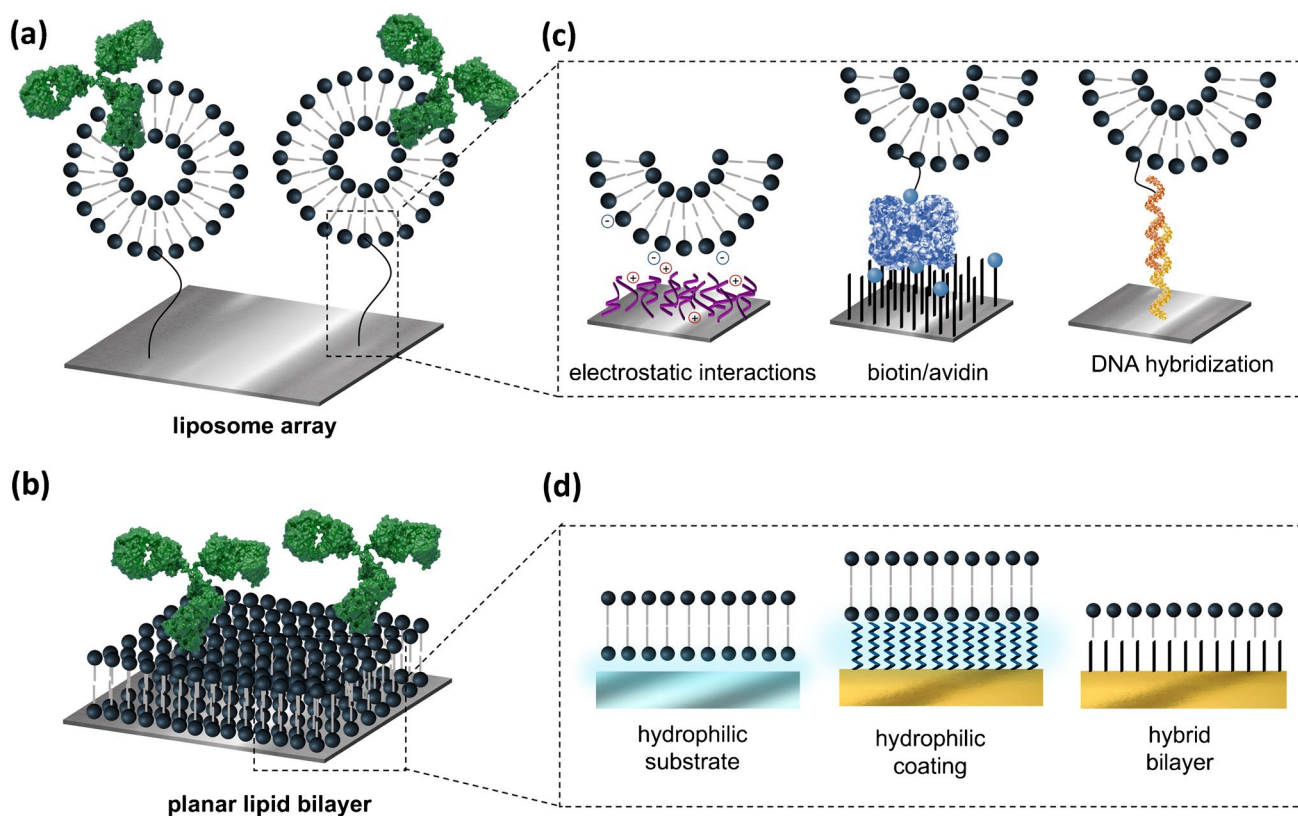 (a)
(c)
-
-
-
+
+
+
+
electrostatic interactions
biotin/avidin
DNA hybridization
liposome array
(b)
(d)
hydrophilic
substrate
hydrophilic
coating
hybrid
bilayer
planar lipid bilayer